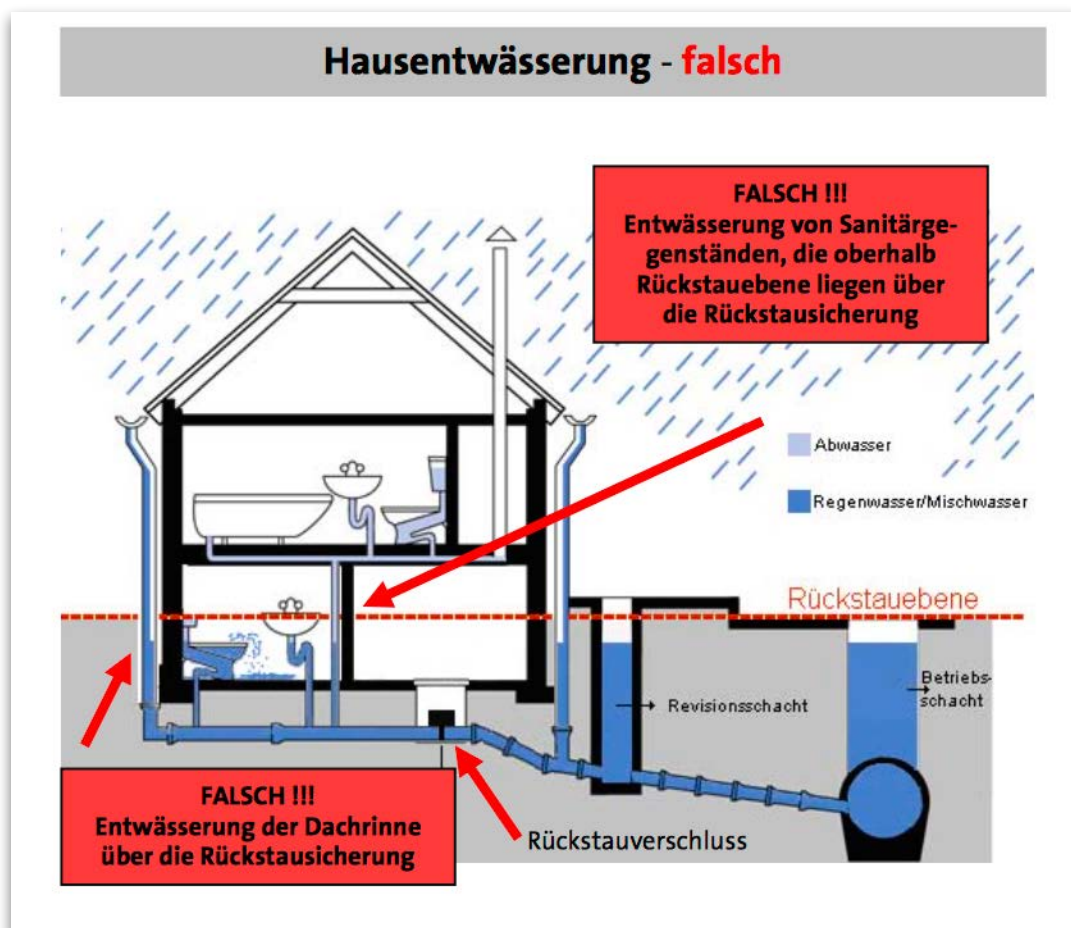 Hausentwässerung - falsch
FALSCH !!!
Entwässerung von Sanitärge-
genständen, die oberhalb
Rückstauebene liegen über
die Rückstausicherung
Abwasser
Regenwasser/Mischwasser
Rückstauebene
Revisionsschacht
Betriebs-
schacht
FALSCH !!!
Entwässerung der Dachrinne
über die Rückstausicherung
Rückstauverschluss